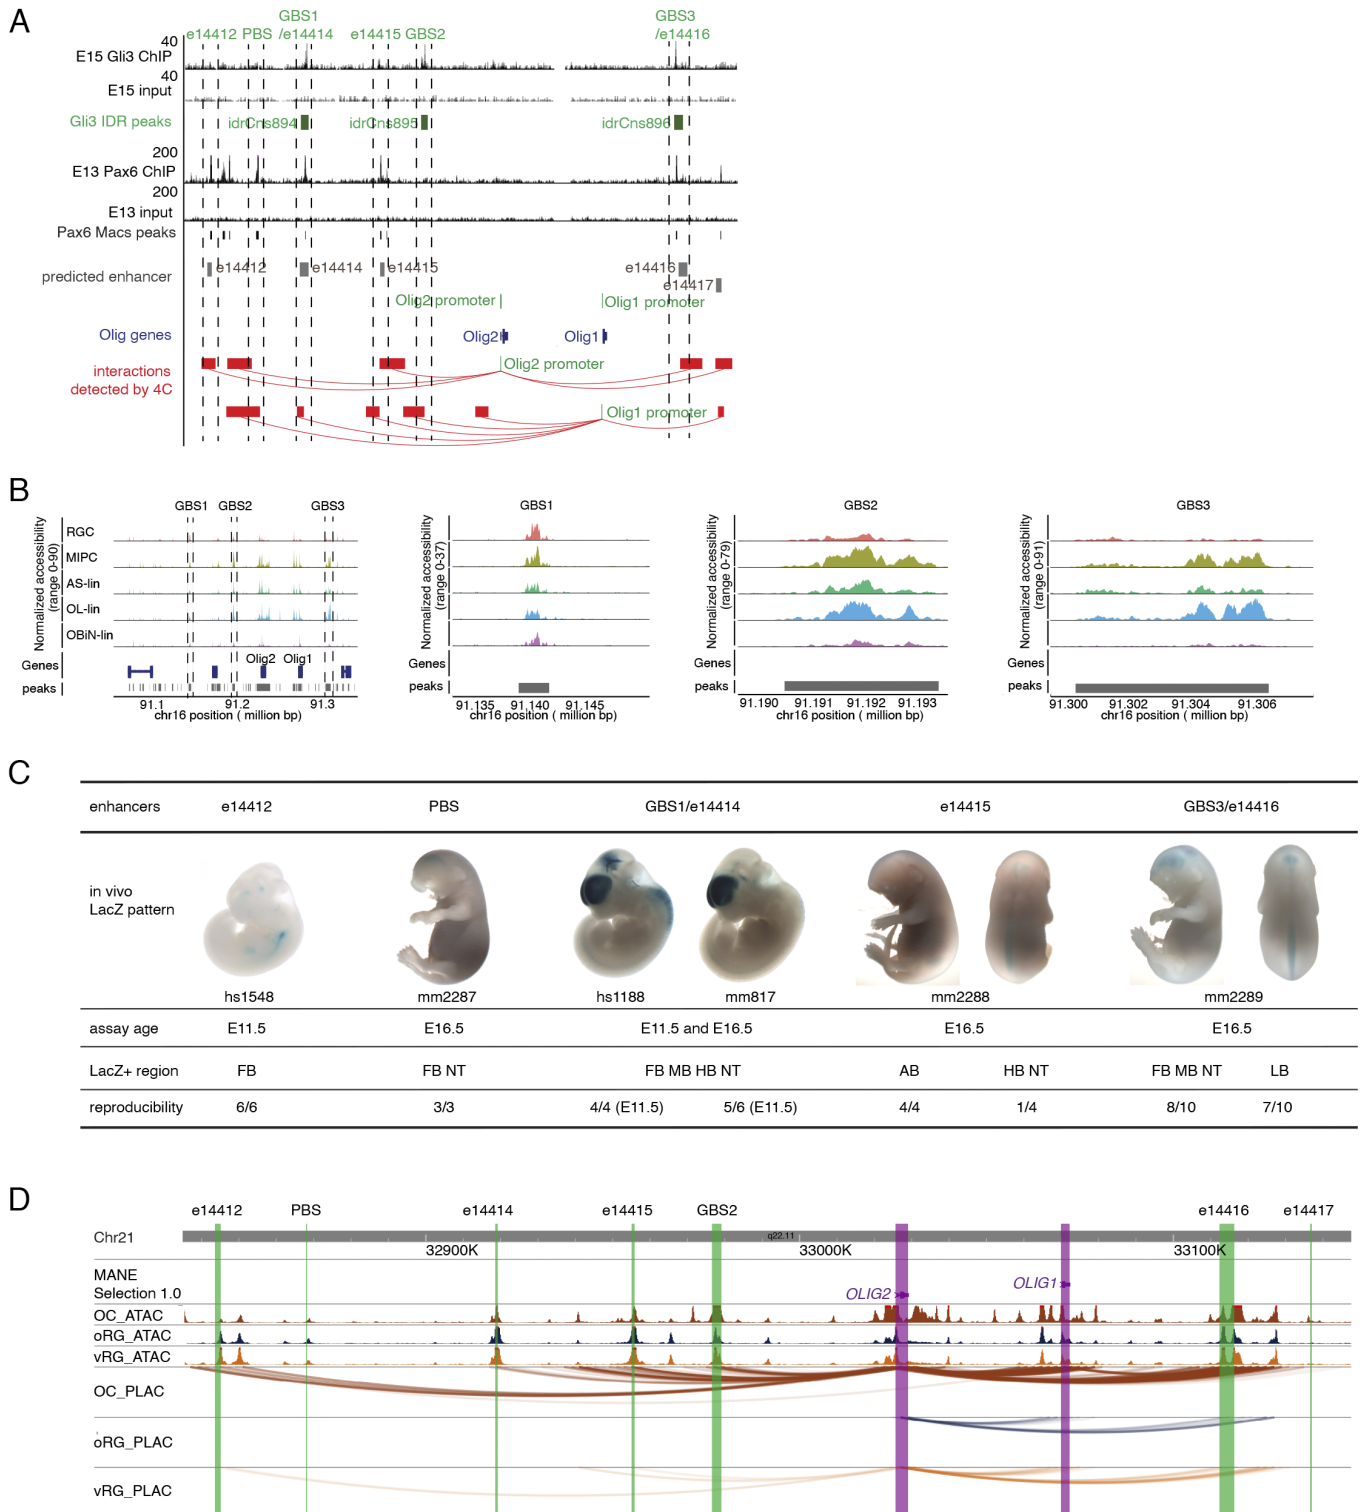 A
GBS1
GBS3
e14412 PBS /e14414 e14415 GBS2 /e16416
40
E15 Gli3 ChIP
40
E15 input
Gli3 IDR peaks idrCns894 idrCns895 idrCns896
200
E13 Pax6 ChIP
200
E13 input
Pax6 Macs peaks
predicted enhancer e14412 e14414 e14415 e14416
e14417
Olig2 promoter Olig1 promoter
Olig genes Olig2 Olig1
interactions
detected by 4C
Olig2 promoter
Olig1 promoter
B
GBS1 GBS2 GBS3
Normalized accessibility
(range 0-90)
RGC
MIPC
AS-lin
OL-lin
OBiN-lin
Genes Olig2 Olig1
peaks
91.1 91.2 91.3
chr16 position ( million bp)
GBS1
Normalized accessibility
(range 0-37)
Genes
peaks
91.135 91.140 91.145
chr16 position ( million bp)
GBS2
Normalized accessibility
(range 0-79)
Genes
peaks
91.190 91.191 91.192 91.193
chr16 position ( million bp)
GBS3
Normalized accessibility
(range 0-91)
Genes
peaks
91.300 91.302 91.304 91.306
chr16 position ( million bp)
C
enhancers e14412 PBS GBS1/e14414 e14415 GBS3/e14416
in vivo
LacZ pattern
hs1548 mm2287 hs1188 mm817 mm2288 mm2289
assay age E11.5 E16.5 E11.5 and E16.5 E16.5 E16.5
LacZ+ region FB FB NT FB MB HB NT AB HB NT FB MB NT LB
reproducibility 6/6 3/3 4/4 (E11.5) 5/6 (E11.5) 4/4 1/4 8/10 7/10
D
e14412 PBS e14414 e14415 GBS2 e14416 e14417
Chr21 q22.11
32900K 33000K 33100K
MANE
Selection 1.0
OLIG2 OLIG1
OC_ATAC
oRG_ATAC
vRG_ATAC
OC_PLAC
oRG_PLAC
vRG_PLAC